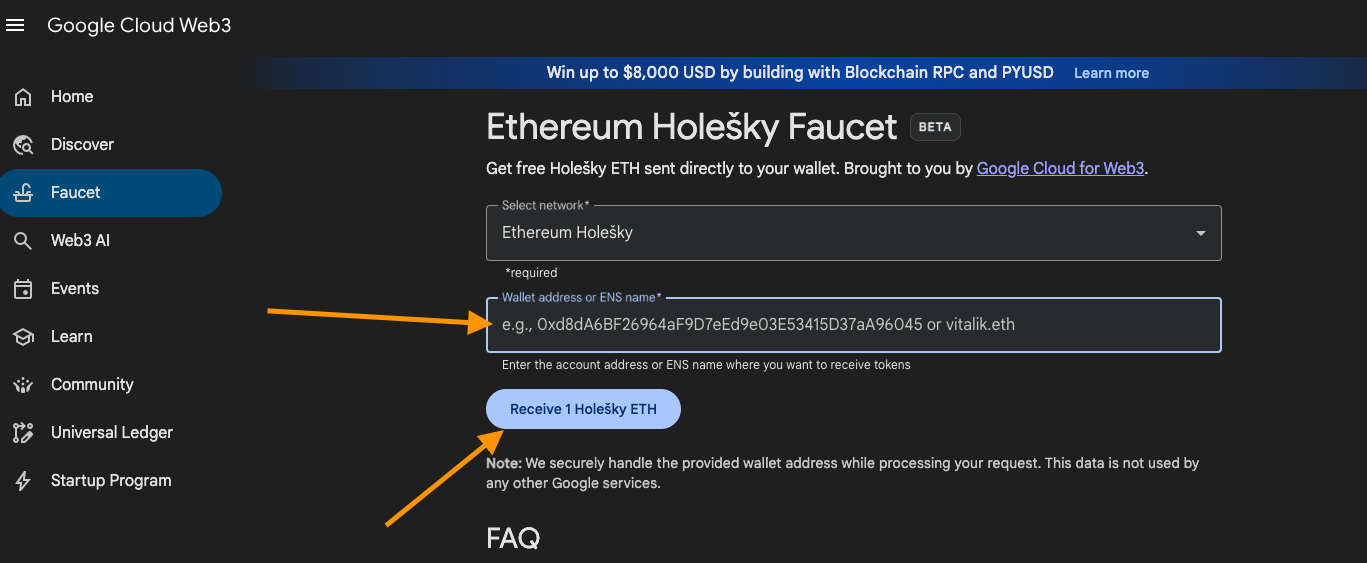 Google Cloud Web3
Win up to $8,000 USD by building with Blockchain RPC and PYUSD Learn more
Home
Discover
Faucet
Web3 AI
Events
Learn
Community
Universal Ledger
Startup Program
Ethereum Holešky Faucet BETA
Get free Holešky ETH sent directly to your wallet. Brought to you by Google Cloud for Web3.
Select network*
Ethereum Holešky
*required
Wallet address or ENS name*
e.g., 0xd8dA6BF26964aF9D7eEd9e03E53415D37aA96045 or vitalik.eth
Enter the account address or ENS name where you want to receive tokens
Receive 1 Holešky ETH
Note: We securely handle the provided wallet address while processing your request. This data is not used by
any other Google services.
FAQ